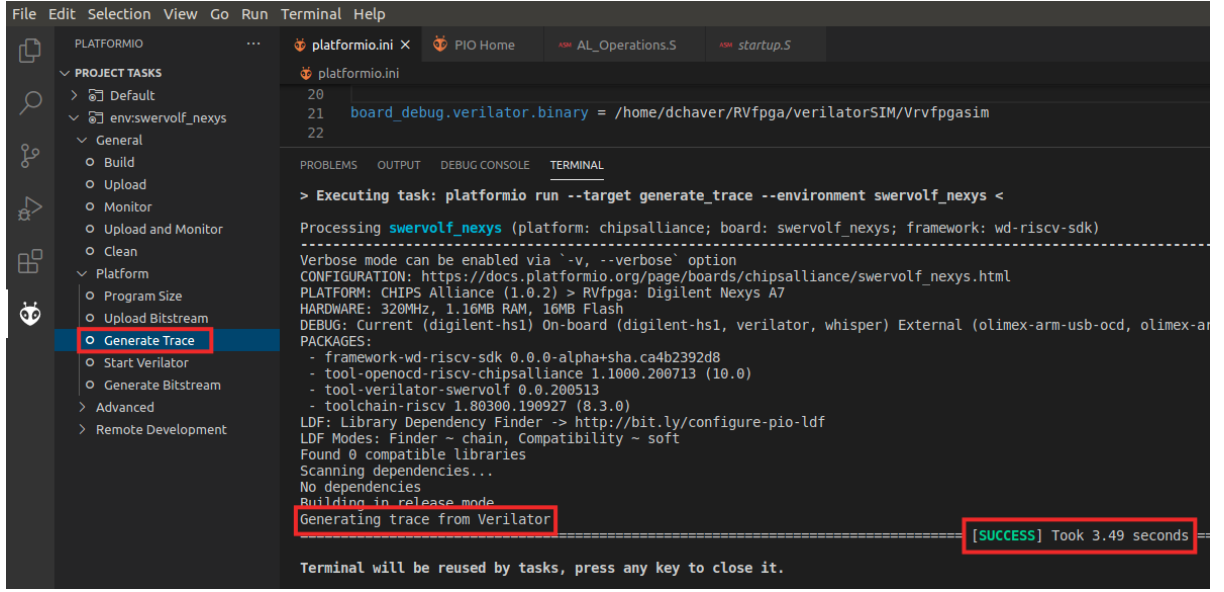 File Edit Selection View Go Run Terminal Help
PLATFORMIO ...
PROJECT TASKS
Default
env:swervolf_nexys
General
Build
Upload
Monitor
Upload and Monitor
Clean
Platform
Program Size
Upload Bitstream
Generate Trace
Start Verilator
Generate Bitstream
Advanced
Remote Development
platformio.ini × PIO Home ASM AL_Operations.S ASM startup.S
platformio.ini
20
21 board_debug.verilator.binary = /home/dchaver/RVfpga/verilatorSIM/Vrvfpgasim
22
PROBLEMS OUTPUT DEBUG CONSOLE TERMINAL
> Executing task: platformio run --target generate_trace --environment swervolf_nexys <
Processing swervolf_nexys (platform: chipsalliance; board: swervolf_nexys; framework: wd-riscv-sdk)
Verbose mode can be enabled via `-v, --verbose` option
CONFIGURATION: https://docs.platformio.org/page/boards/chipsalliance/swervolf_nexys.html
PLATFORM: CHIPS Alliance (1.0.2) > RVfpga: Digilent Nexys A7
HARDWARE: 320MHz, 1.16MB RAM, 16MB Flash
DEBUG: Current (digilent-hs1) On-board (digilent-hs1, verilator, whisper) External (olimex-arm-usb-ocd, olimex-ar
PACKAGES:
- framework-wd-riscv-sdk 0.0.0-alpha+sha.ca4b2392d8
- tool-openocd-riscv-chipsalliance 1.1000.200713 (10.0)
- tool-verilator-swervolf 0.0.200513
- toolchain-riscv 1.80300.190927 (8.3.0)
LDF: Library Dependency Finder -> http://bit.ly/configure-pio-ldf
LDF Modes: Finder ~ chain, Compatibility ~ soft
Found 0 compatible libraries
Scanning dependencies...
No dependencies
Building in release mode
Generating trace from Verilator
[SUCCESS] Took 3.49 seconds
Terminal will be reused by tasks, press any key to close it.